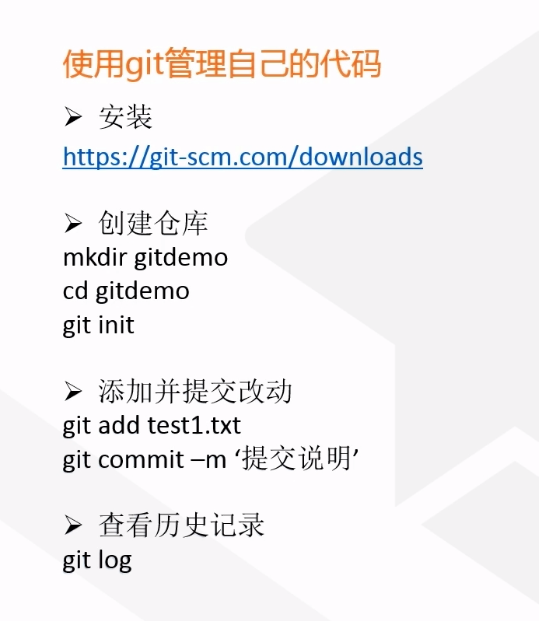 使用git管理自己的代码
➢ 安装
https://git-scm.com/downloads
➢ 创建仓库
mkdir gitdemo
cd gitdemo
git init
➢ 添加并提交改动
git add test1.txt
git commit –m ‘提交说明’
➢ 查看历史记录
git log